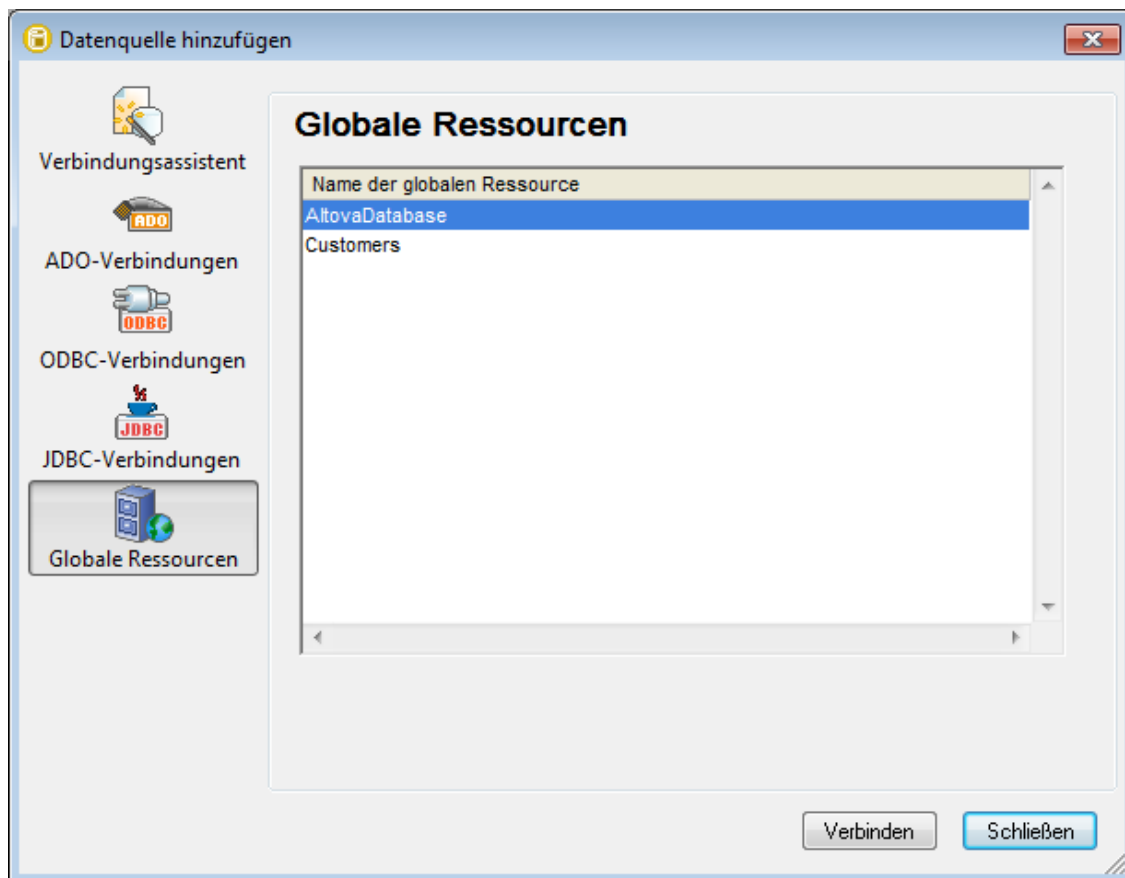 Datenquelle hinzufügen
Verbindungsassistent
ADO
ADO-Verbindungen
ODBC
ODBC-Verbindungen
JDBC
JDBC-Verbindungen
Globale Ressourcen
Globale Ressourcen
Name der globalen Ressource
AltovaDatabase
Customers
Verbinden
Schließen